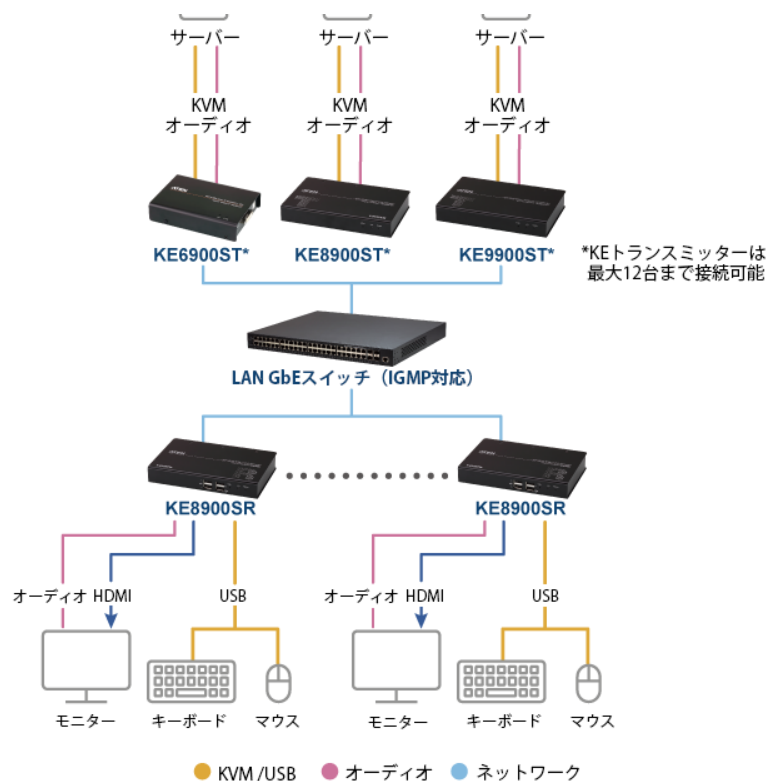 サーバー サーバー サーバー
KVM KVM KVM
オーディオ オーディオ オーディオ
KE6900ST* KE8900ST* KE9900ST*
*KEトランスミッターは
最大12台まで接続可能
LAN GbEスイッチ（IGMP対応）
KE8900SR KE8900SR
オーディオ HDMI USB オーディオ HDMI USB
モニター キーボード マウス モニター キーボード マウス
KVM /USB オーディオ ネットワーク